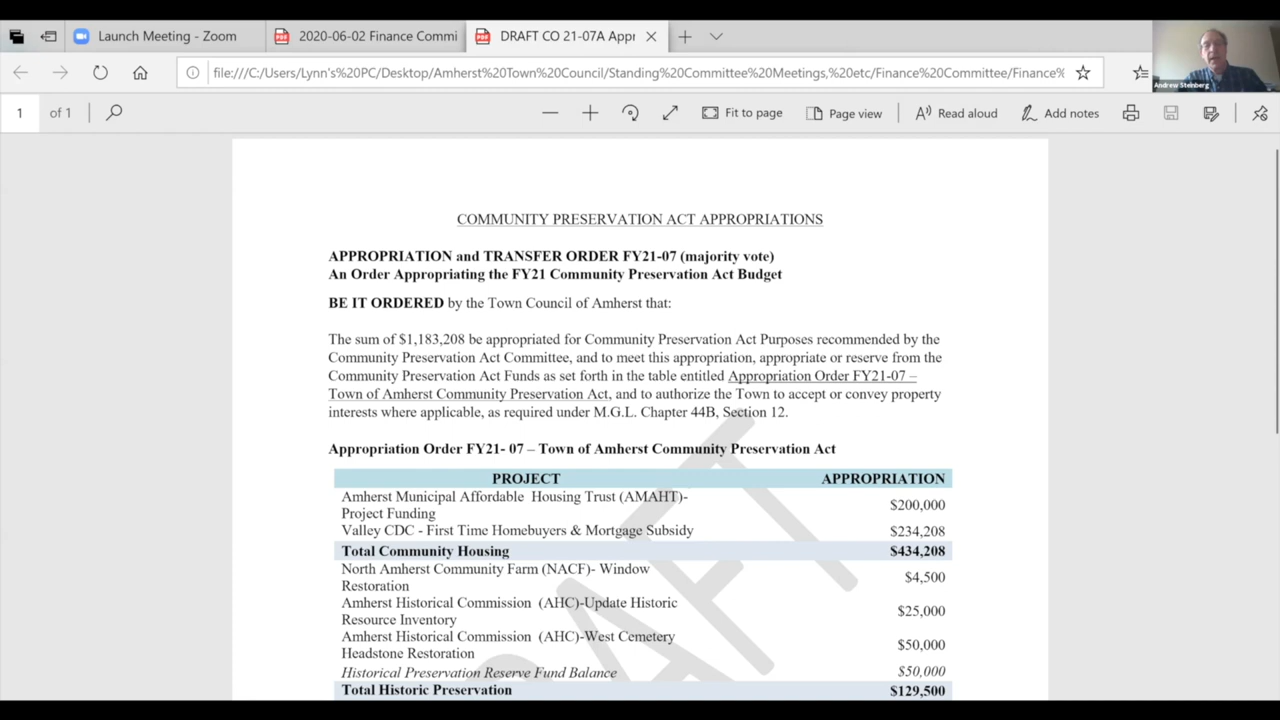 Launch Meeting - Zoom
2020-06-02 Finance Commi
DRAFT CO 21-07A Appr
file:///C:/Users/Lynn's%20PC/Desktop/Amherst%20Town%20Council/Standing%20Committee%20Meetings,%20etc/Finance%20Committee/Finance%
Andrew Steinberg
1 of 1
Fit to page
Page view
Read aloud
Add notes
COMMUNITY PRESERVATION ACT APPROPRIATIONS
APPROPRIATION and TRANSFER ORDER FY21-07 (majority vote)
An Order Appropriating the FY21 Community Preservation Act Budget
BE IT ORDERED by the Town Council of Amherst that:
The sum of $1,183,208 be appropriated for Community Preservation Act Purposes recommended by the
Community Preservation Act Committee, and to meet this appropriation, appropriate or reserve from the
Community Preservation Act Funds as set forth in the table entitled Appropriation Order FY21-07 –
Town of Amherst Community Preservation Act, and to authorize the Town to accept or convey property
interests where applicable, as required under M.G.L. Chapter 44B, Section 12.
Appropriation Order FY21- 07 – Town of Amherst Community Preservation Act
PROJECT APPROPRIATION
Amherst Municipal Affordable Housing Trust (AMAHT)-
Project Funding
$200,000
Valley CDC - First Time Homebuyers & Mortgage Subsidy $234,208
Total Community Housing $434,208
North Amherst Community Farm (NACF)- Window
Restoration
$4,500
Amherst Historical Commission (AHC)-Update Historic
Resource Inventory
$25,000
Amherst Historical Commission (AHC)-West Cemetery
Headstone Restoration
$50,000
Historical Preservation Reserve Fund Balance $50,000
Total Historic Preservation $129,500
DRAFT